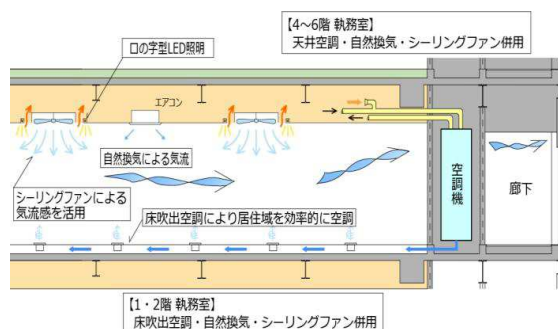 【4～6階 執務室】
天井空調・自然換気・シーリングファン併用
口の字型LED照明
エアコン
自然換気による気流
シーリングファンによる
気流感を活用
空調機
廊下
床吹出空調により居住域を効率的に空調
【1・2階 執務室】
床吹出空調・自然換気・シーリングファン併用